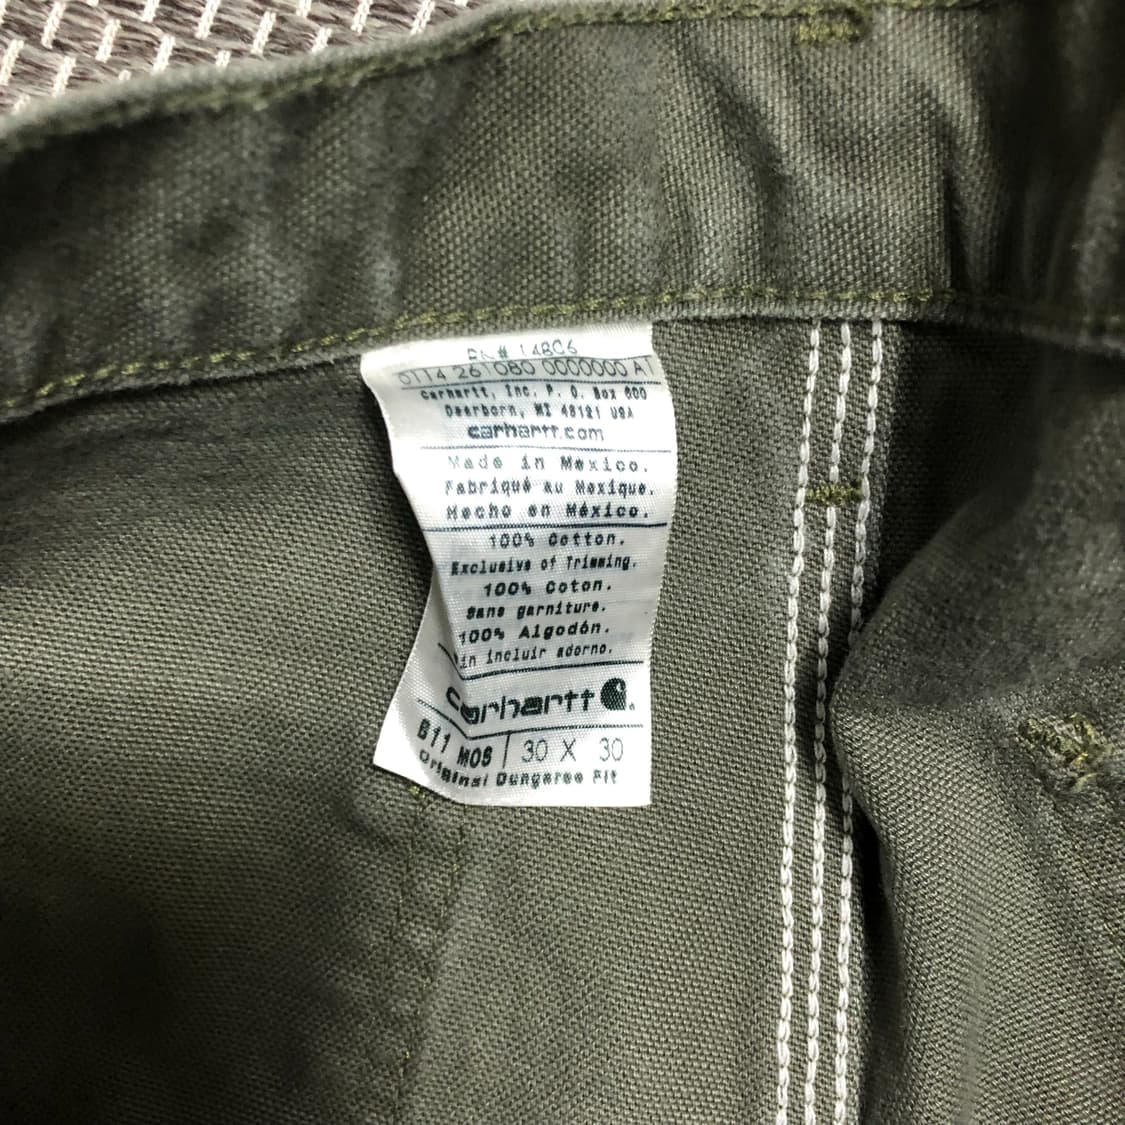 RN# 14806
0114 261080 0000000 A1
Carhartt, Inc. P. O. Box 600
Dearborn, MI 48121 USA
carhartt.com
Made in Mexico.
Fabriqué au Mexique.
Hecho en México.
100% Cotton.
Exclusive of Trimming.
100% Coton.
Sans garniture.
100% Algodón.
Sin incluir adorno.
carhartt
B11 MOS 30 X 30
Original Dungaree Fit